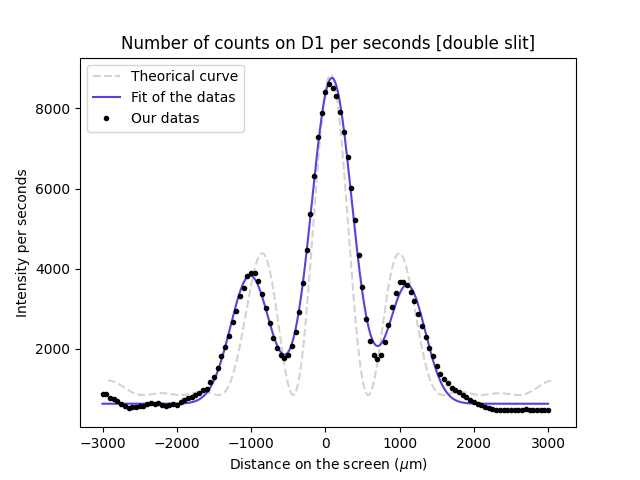 Number of counts on D1 per seconds [double slit]
Theorical curve
Fit of the datas
Our datas
Intensity per seconds
8000
6000
4000
2000
−3000 −2000 −1000 0 1000 2000 3000
Distance on the screen (μm)